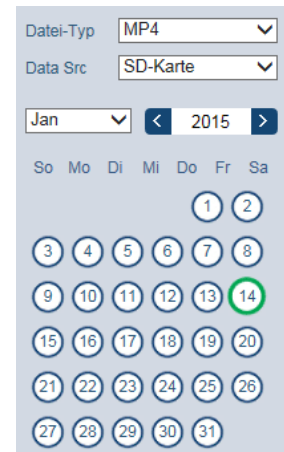 Datei-Typ MP4
Data Src SD-Karte
Jan < 2015 >
So Mo Di Mi Do Fr Sa
1 2
3 4 5 6 7 8
9 10 11 12 13 14
15 16 17 18 19 20
21 22 23 24 25 26
27 28 29 30 31